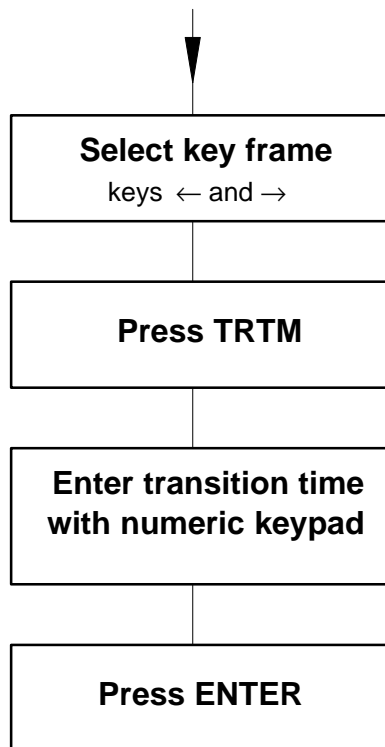 Select key frame
keys ← and →
Press TRTM
Enter transition time
with numeric keypad
Press ENTER